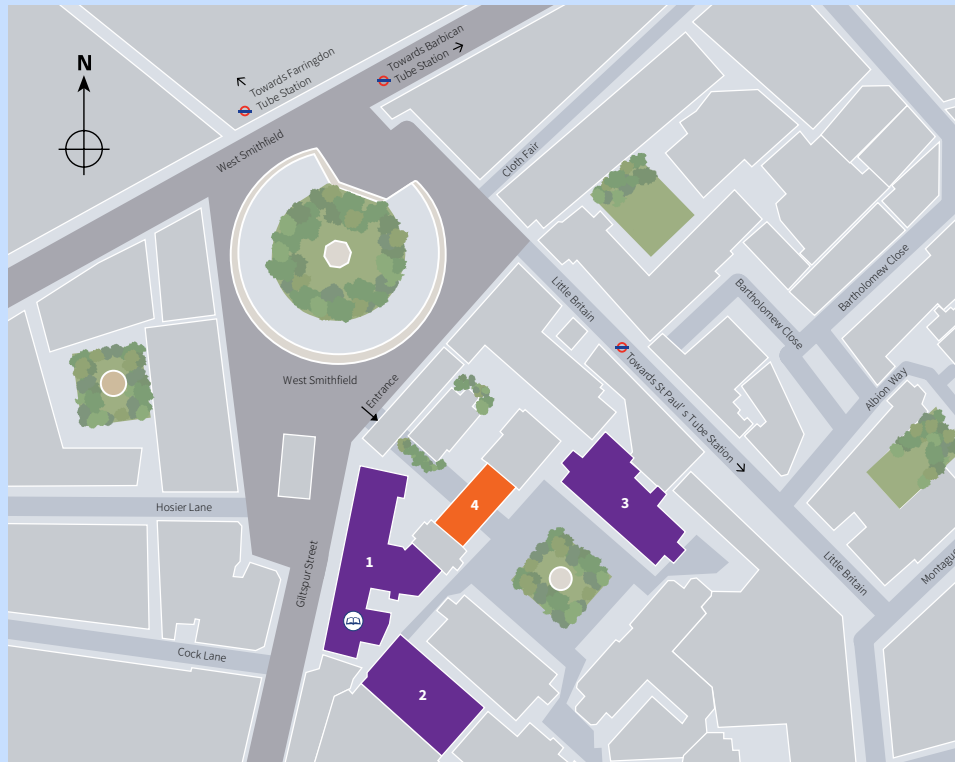 N
Towards Farringdon
Tube Station
Towards Barbican
Tube Station
West Smithfield
Cloth Fair
Little Britain
Bartholomew Close
Bartholomew Close
West Smithfield
Entrance
Towards St Paul's Tube Station
Albion Way
Hosier Lane
4
3
1
Giltspur Street
Little Britain
Montagu
Cock Lane
2